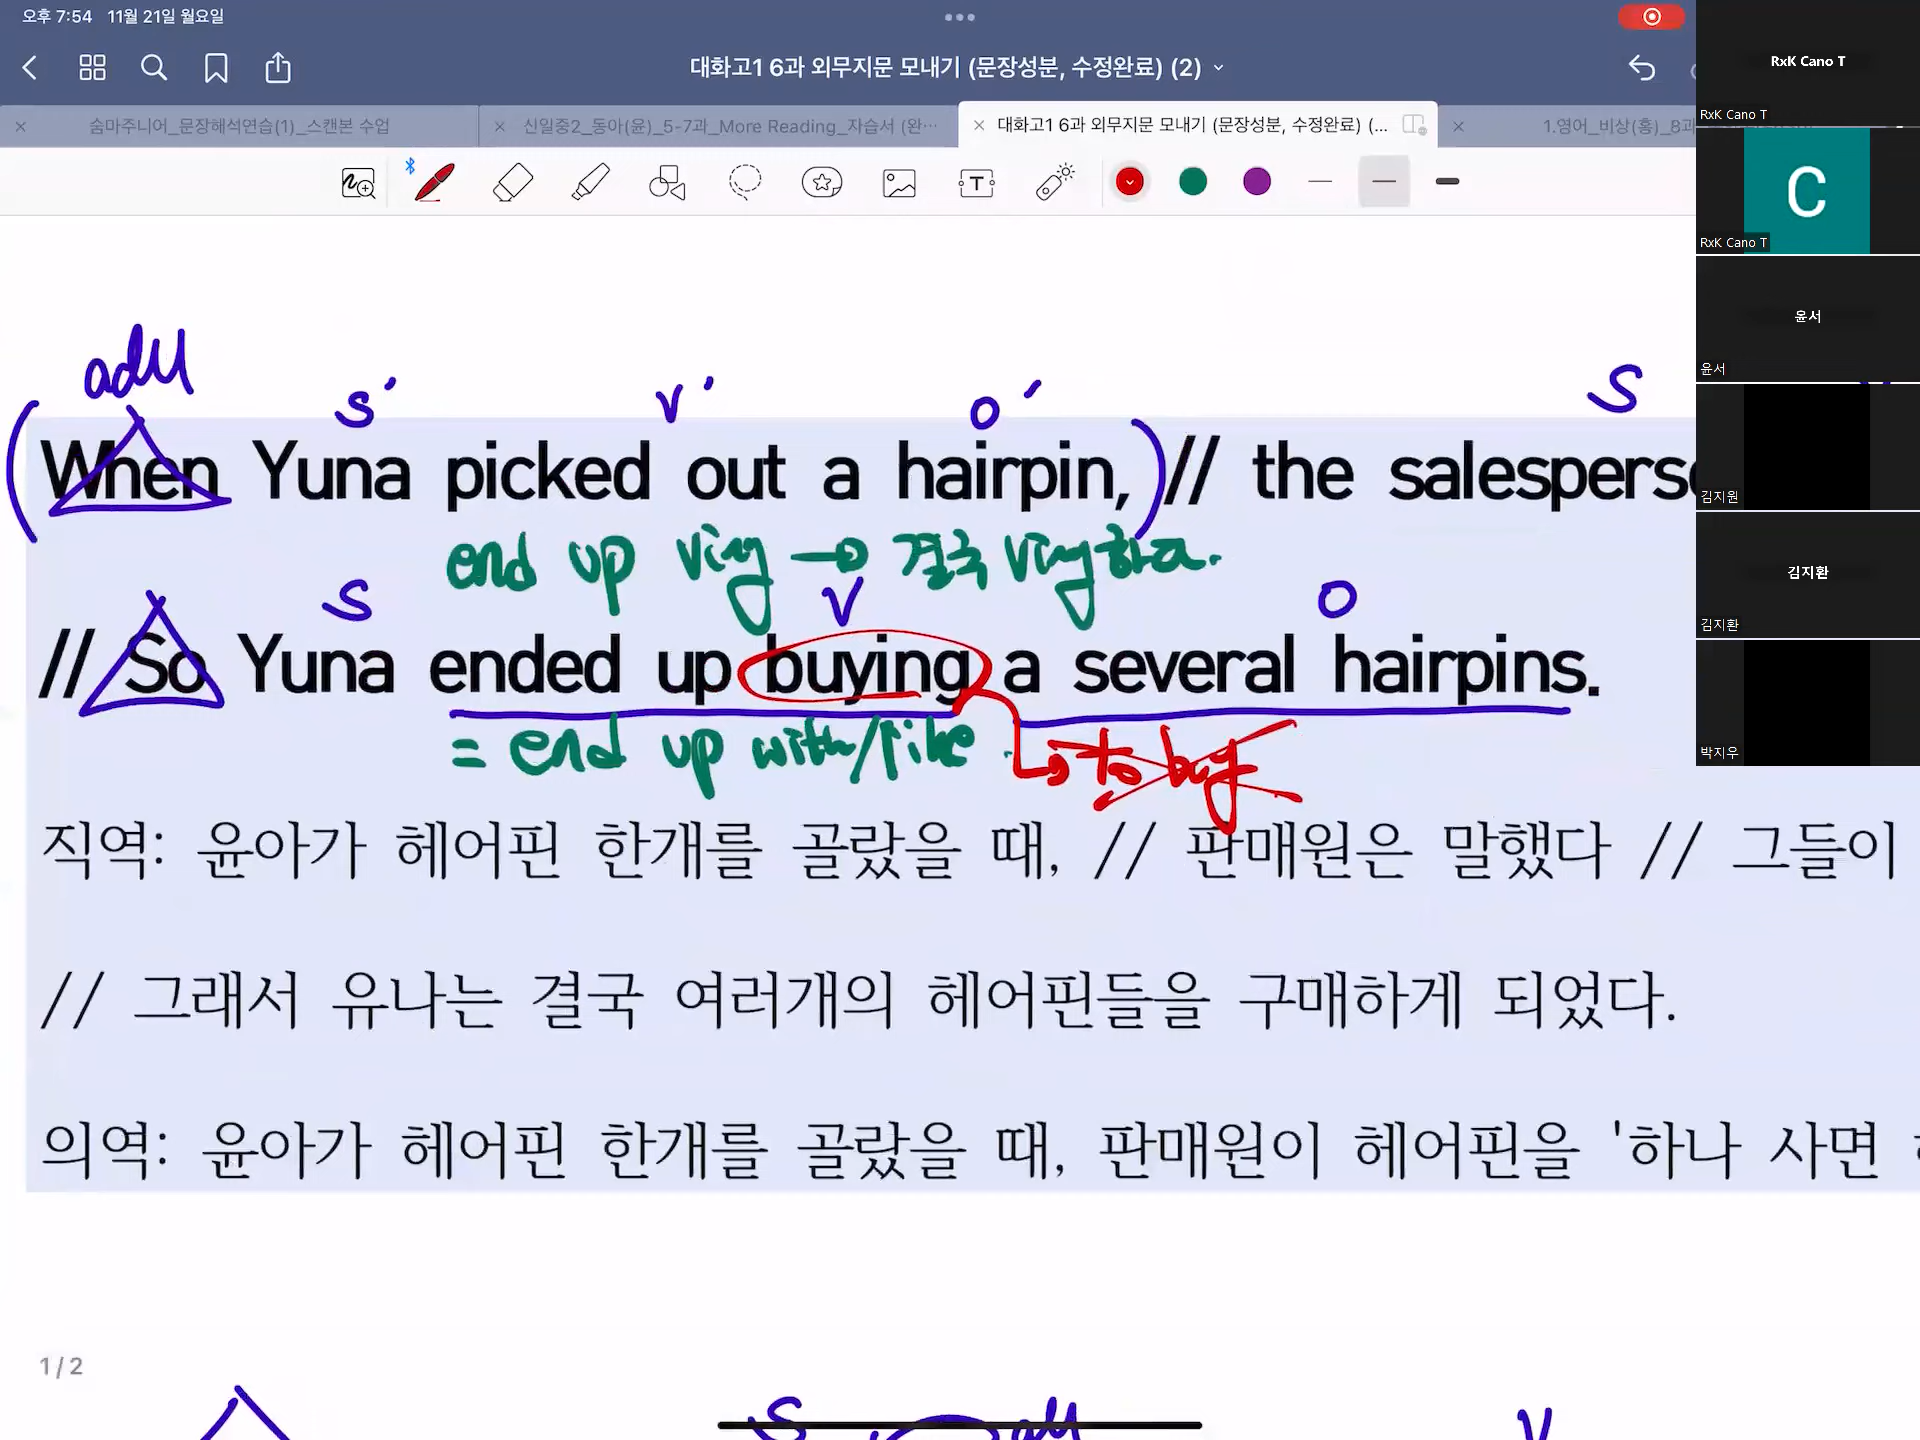 오후 7:54 11월 21일 월요일
대화고1 6과 외무지문 모내기 (문장성분, 수정완료) (2)
숨마주니어_문장해석연습(1)_스캔본 수업
신일중2_동아(윤)_5-7과_More Reading_자습서 (완…
대화고1 6과 외무지문 모내기 (문장성분, 수정완료) (...
1.영어_비상(홍)_8과
RxK Cano T
RxK Cano T
C
RxK Cano T
윤서
윤서
김지원
김지환
김지환
박지우
s' v' o' S
When Yuna picked out a hairpin, // the salesperso
end up ving → 결국 ving 하다.
S V O
// So Yuna ended up buying a several hairpins.
= end up with/like
to buy
직역: 윤아가 헤어핀 한개를 골랐을 때, // 판매원은 말했다 // 그들이
// 그래서 유나는 결국 여러개의 헤어핀들을 구매하게 되었다.
의역: 윤아가 헤어핀 한개를 골랐을 때, 판매원이 헤어핀을 '하나 사면
1 / 2
S V